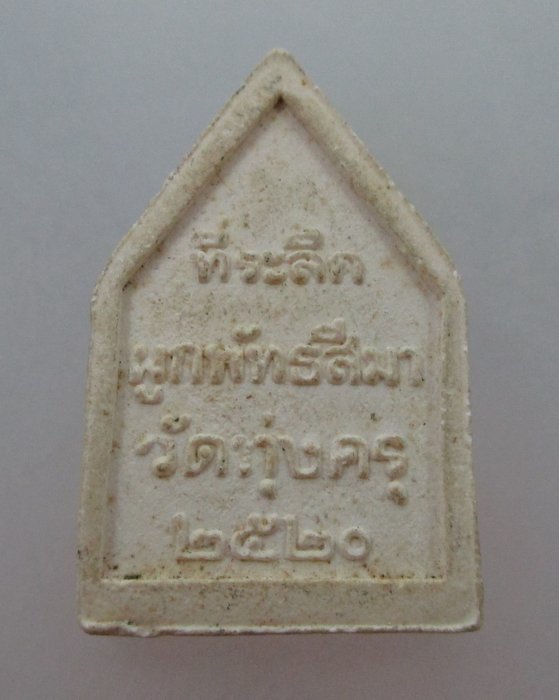 ที่ระลึก
ผูกพัทธสีมา
วัดทุ่งครุ
๒๕๒๐